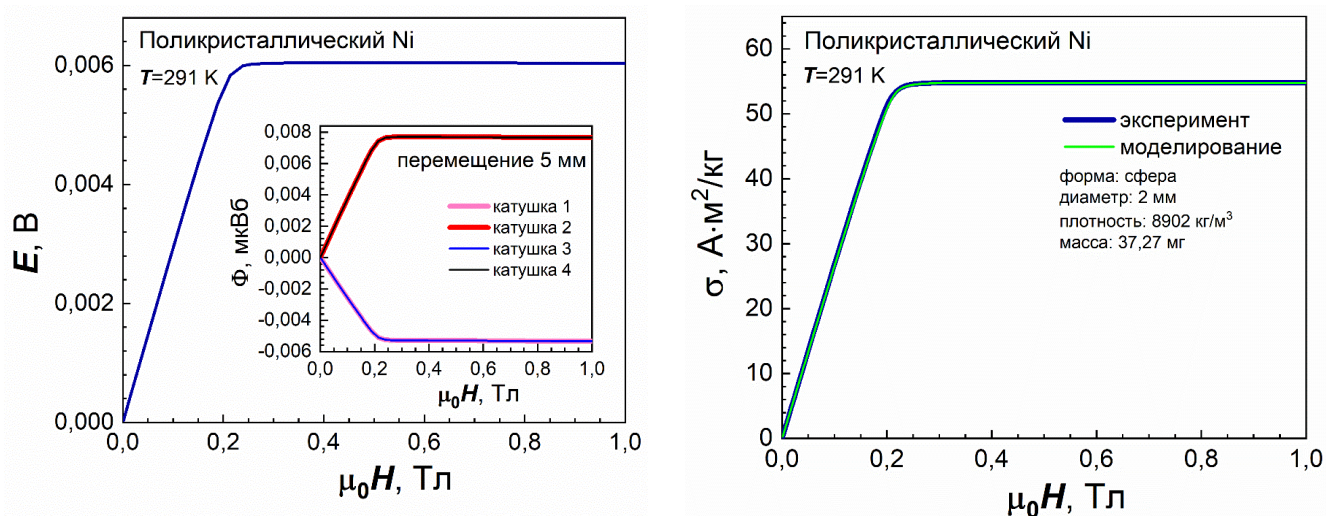 Поликристаллический Ni
T=291 K
E, В
0,006
0,004
0,002
0,000
0,0 0,2 0,4 0,6 0,8 1,0
μ₀H, Тл
Φ, мкВб
0,008
0,006
0,004
0,002
0,000
-0,002
-0,004
-0,006
перемещение 5 мм
катушка 1
катушка 2
катушка 3
катушка 4
0,0 0,2 0,4 0,6 0,8 1,0
μ₀H, Тл
Поликристаллический Ni
T=291 K
σ, А·м²/кг
60
50
40
30
20
10
0
эксперимент
моделирование
форма: сфера
диаметр: 2 мм
плотность: 8902 кг/м³
масса: 37,27 мг
0,0 0,2 0,4 0,6 0,8 1,0
μ₀H, Тл